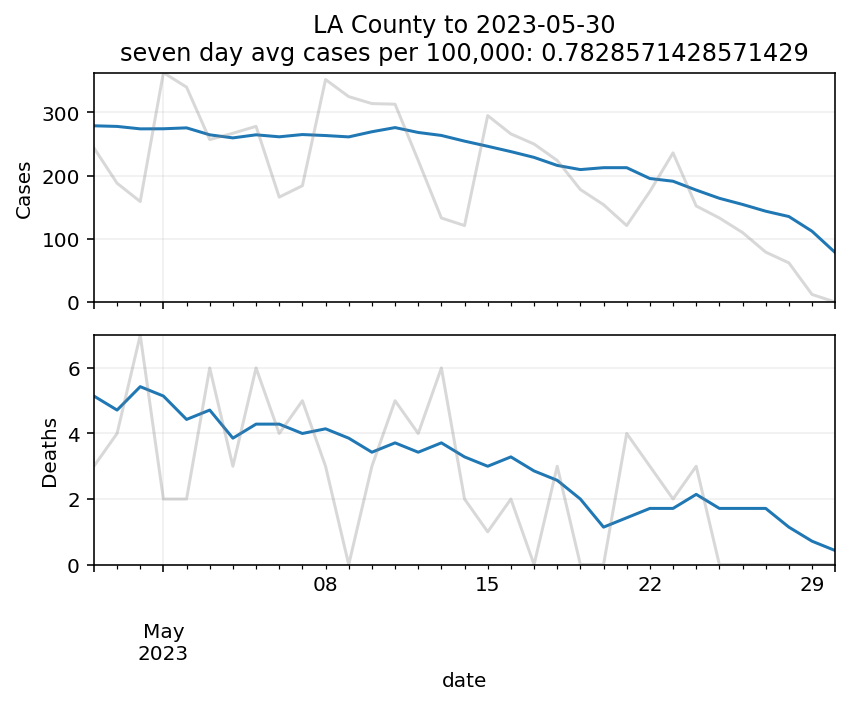 LA County to 2023-05-30
seven day avg cases per 100,000: 0.7828571428571429
300
200
100
0
Cases
6
4
2
0
Deaths
08 15 22 29
May
2023
date